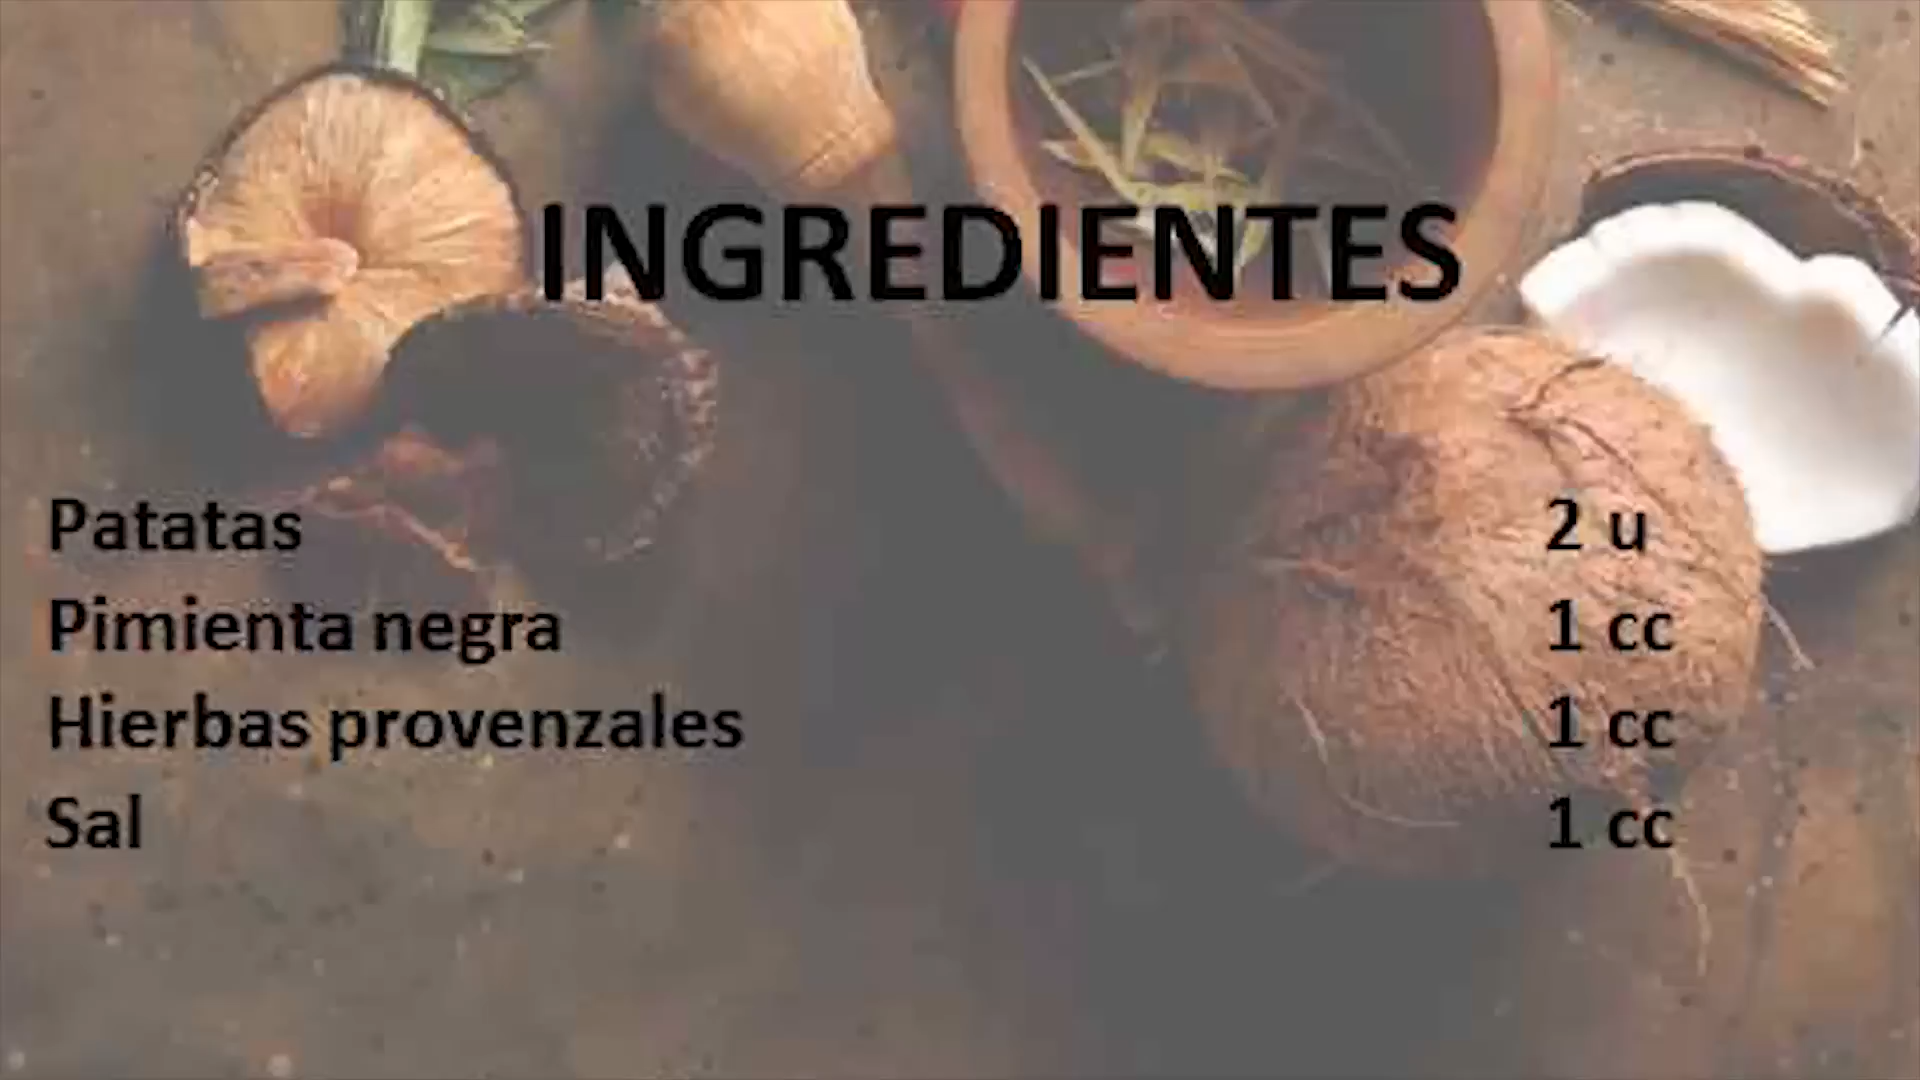 INGREDIENTES
Patatas 2 u
Pimienta negra 1 cc
Hierbas provenzales 1 cc
Sal 1 cc